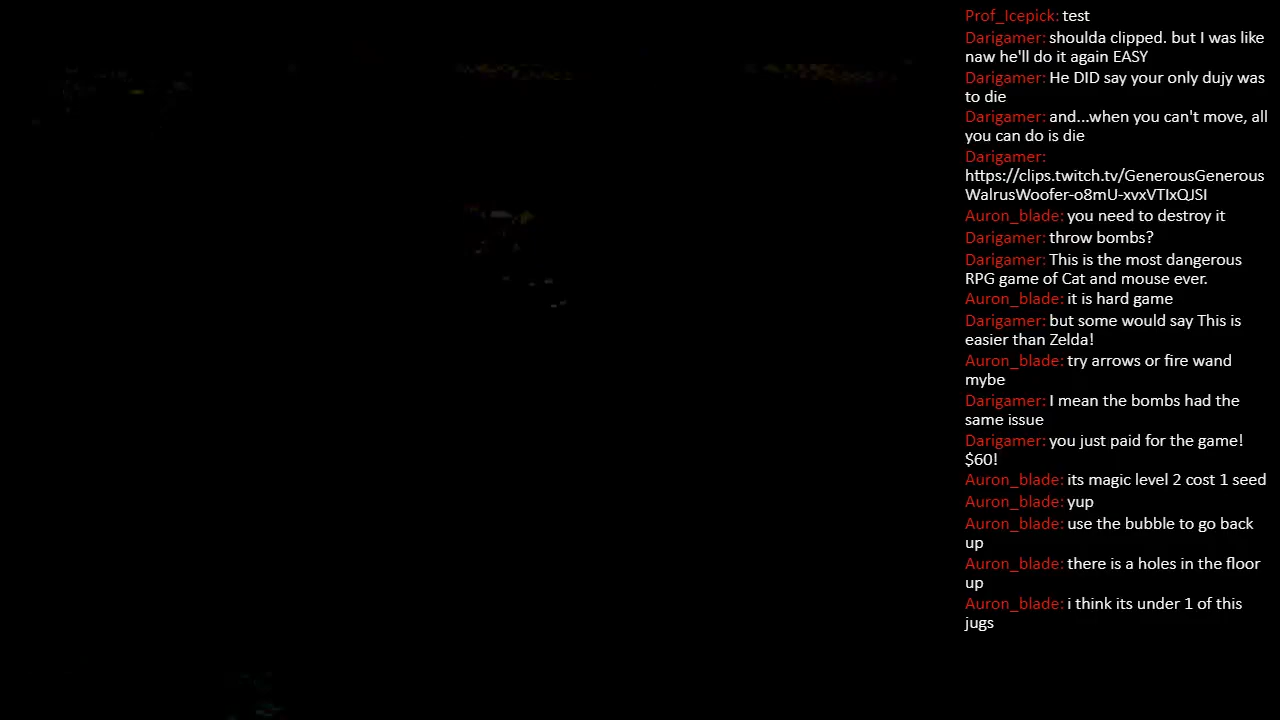 Prof_Icepick: test
Darigamer: shoulda clipped. but I was like
naw he'll do it again EASY
Darigamer: He DID say your only dujy was
to die
Darigamer: and...when you can't move, all
you can do is die
Darigamer:
https://clips.twitch.tv/GenerousGenerous
WalrusWoofer-o8mU-xvxVTIxQJSI
Auron_blade: you need to destroy it
Darigamer: throw bombs?
Darigamer: This is the most dangerous
RPG game of Cat and mouse ever.
Auron_blade: it is hard game
Darigamer: but some would say This is
easier than Zelda!
Auron_blade: try arrows or fire wand
mybe
Darigamer: I mean the bombs had the
same issue
Darigamer: you just paid for the game!
$60!
Auron_blade: its magic level 2 cost 1 seed
Auron_blade: yup
Auron_blade: use the bubble to go back
up
Auron_blade: there is a holes in the floor
up
Auron_blade: i think its under 1 of this
jugs